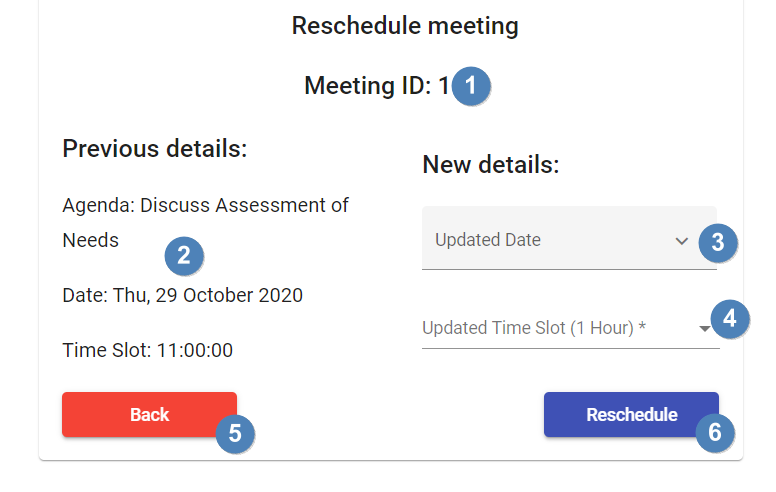 Reschedule meeting
Meeting ID: 1
1
Previous details:
Agenda: Discuss Assessment of
Needs
2
Date: Thu, 29 October 2020
Time Slot: 11:00:00
Back
5
New details:
Updated Date
3
Updated Time Slot (1 Hour) *
4
Reschedule
6